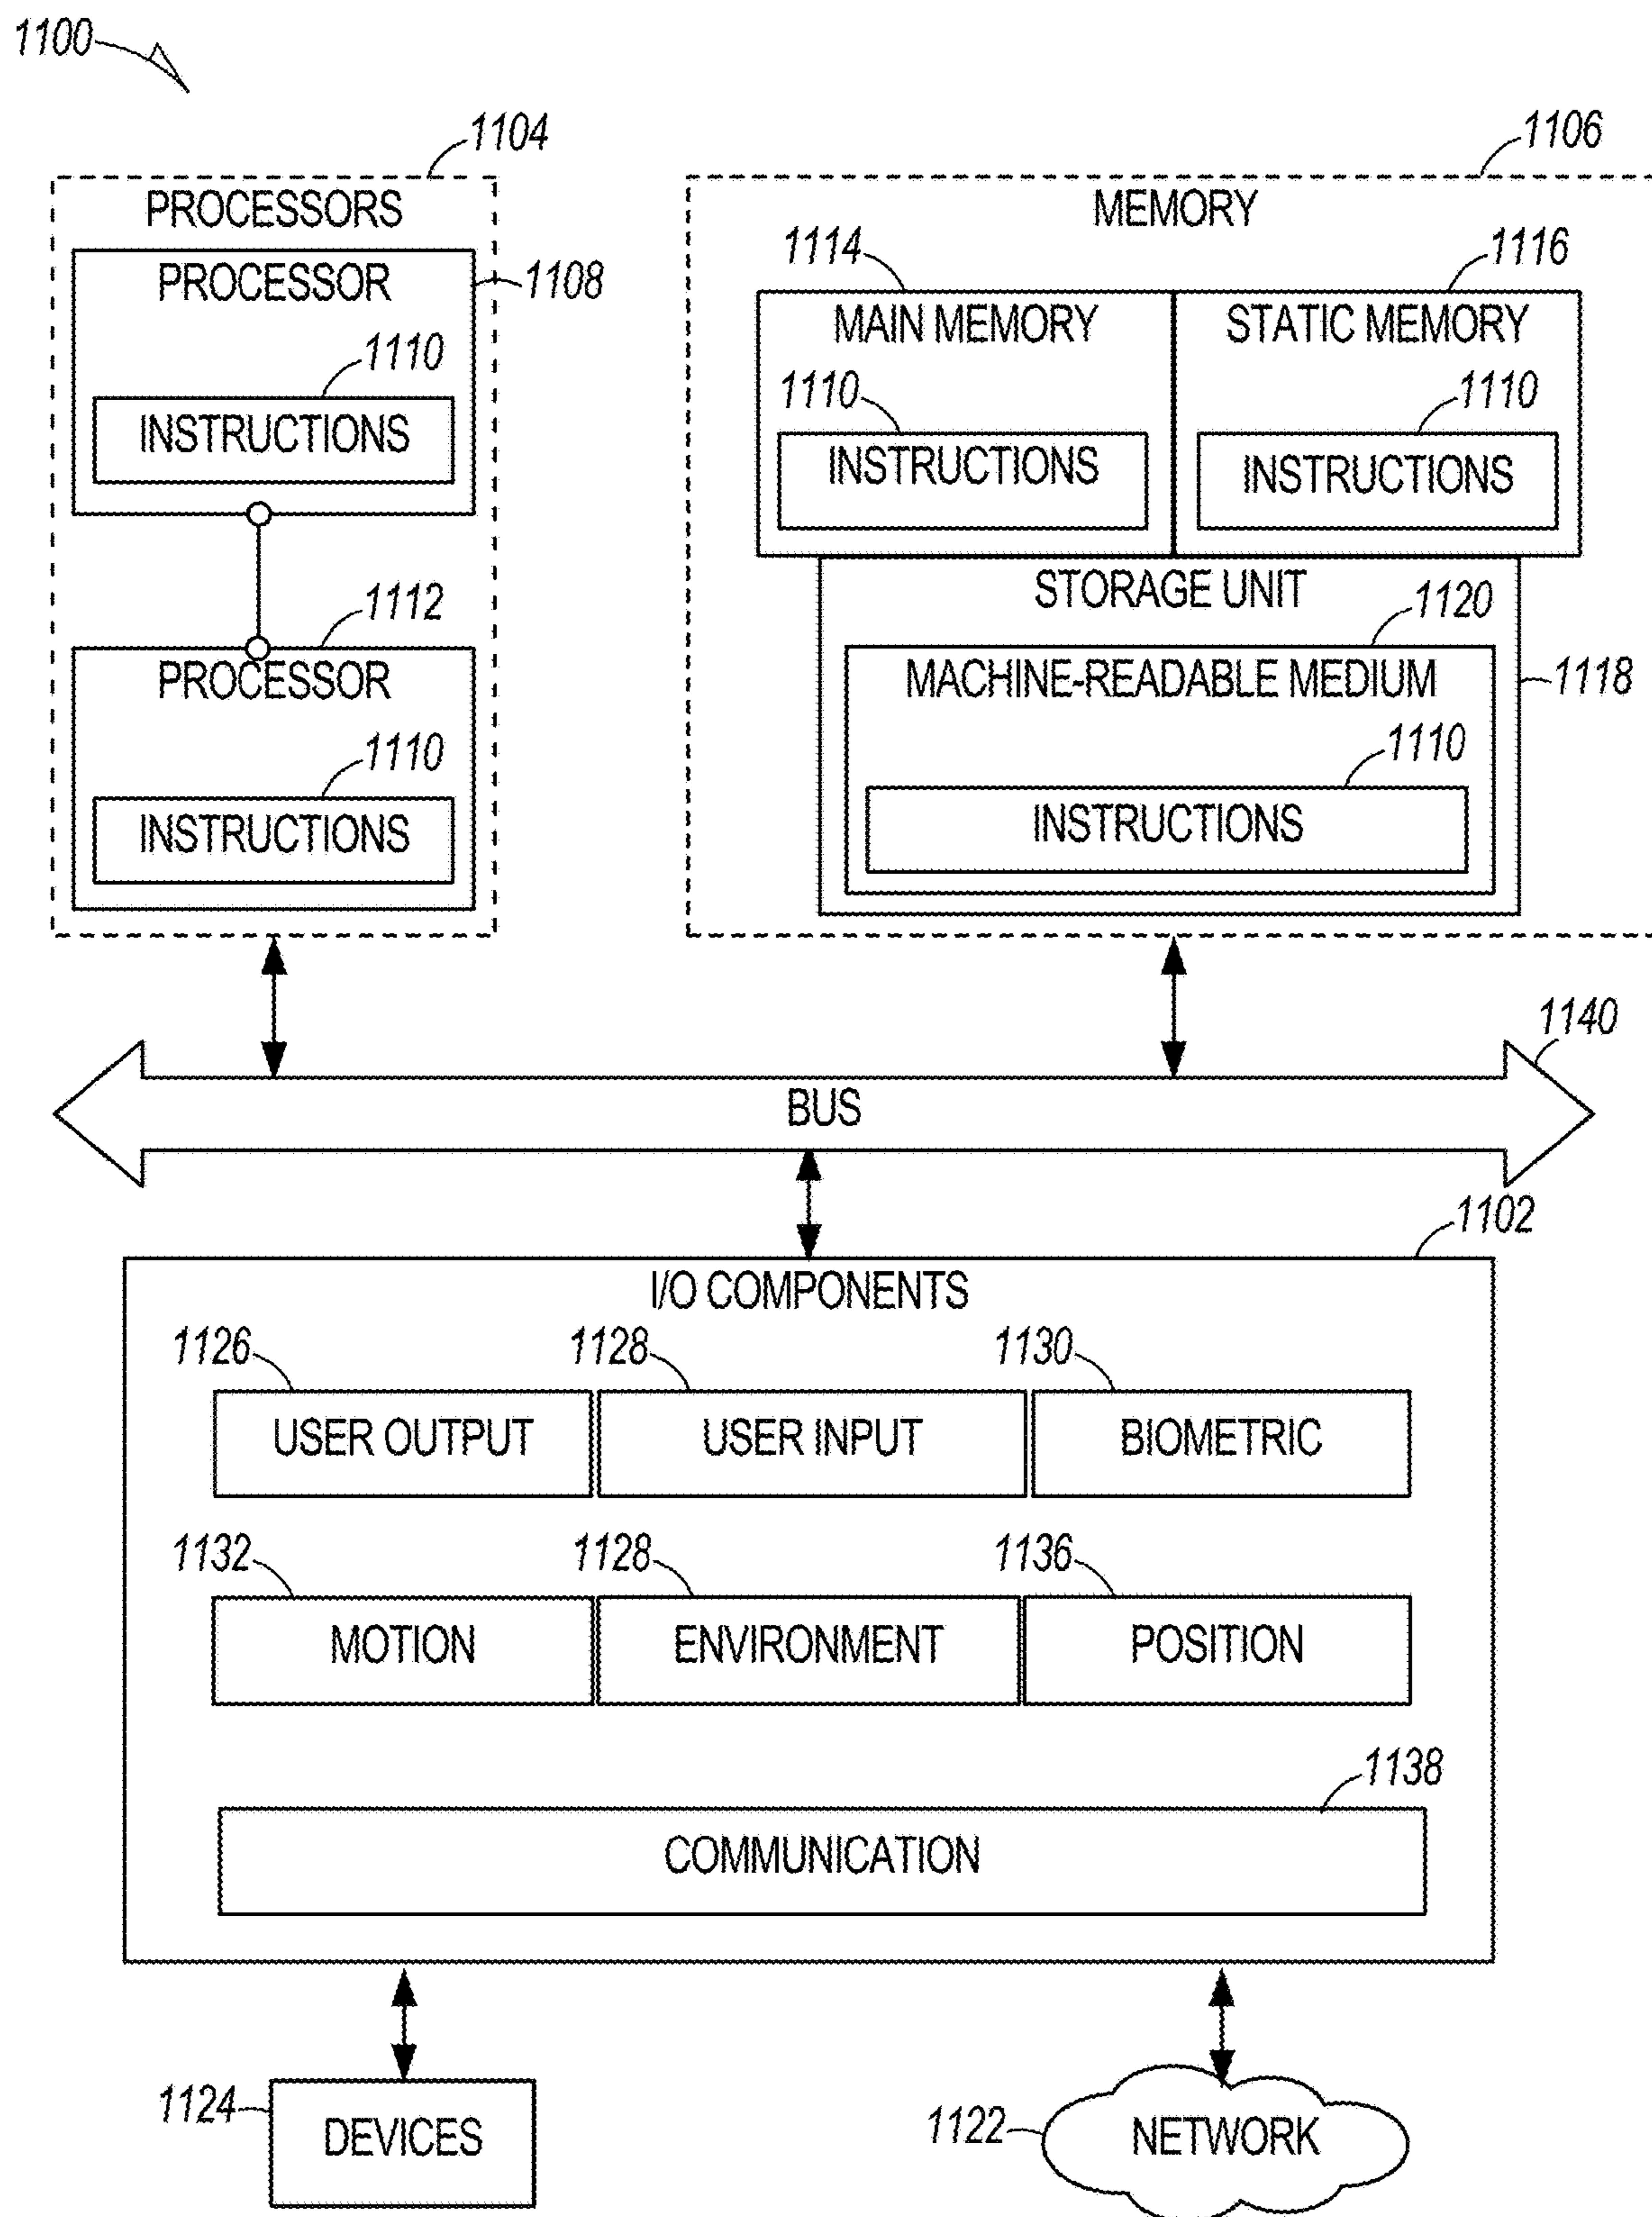 1100
1104
PROCESSORS
PROCESSOR
1108
1110
INSTRUCTIONS
1112
PROCESSOR
1110
INSTRUCTIONS
1106
MEMORY
1114
1116
MAIN MEMORY
STATIC MEMORY
1110
1110
INSTRUCTIONS
INSTRUCTIONS
STORAGE UNIT
1120
MACHINE-READABLE MEDIUM
1118
1110
INSTRUCTIONS
1140
BUS
1102
I/O COMPONENTS
1126
1128
1130
USER OUTPUT
USER INPUT
BIOMETRIC
1132
1128
1136
MOTION
ENVIRONMENT
POSITION
1138
COMMUNICATION
1124
DEVICES
1122
NETWORK